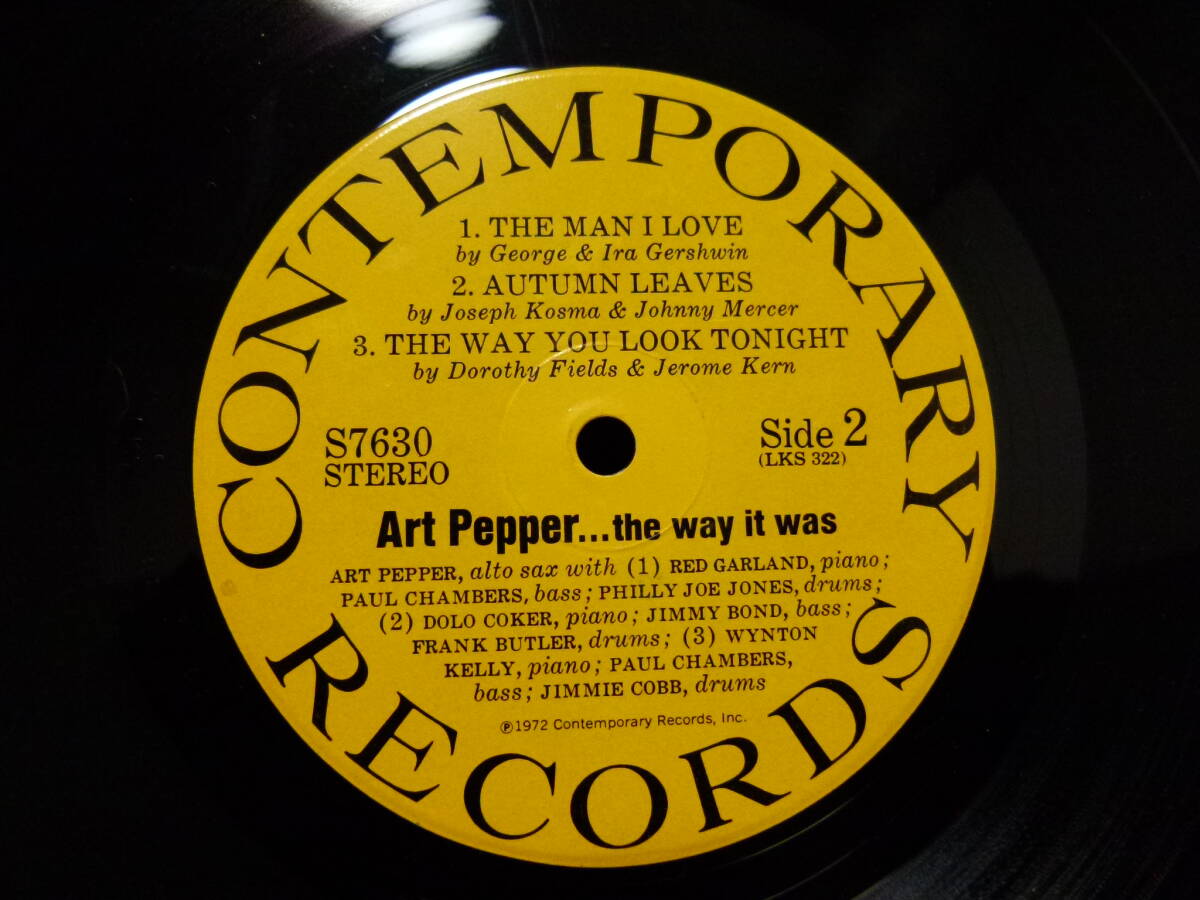 CONTEMPORARY
1. THE MAN I LOVE
by George & Ira Gershwin
2. AUTUMN LEAVES
by Joseph Kosma & Johnny Mercer
3. THE WAY YOU LOOK TONIGHT
by Dorothy Fields & Jerome Kern
S7630
STEREO
Side 2
(LKS 322)
Art Pepper...the way it was
ART PEPPER, alto sax with (1) RED GARLAND, piano;
PAUL CHAMBERS, bass; PHILLY JOE JONES, drums;
(2) DOLO COKER, piano; JIMMY BOND, bass;
FRANK BUTLER, drums; (3) WYNTON
KELLY, piano; PAUL CHAMBERS,
bass; JIMMIE COBB, drums
℗1972 Contemporary Records, Inc.
RECORDS